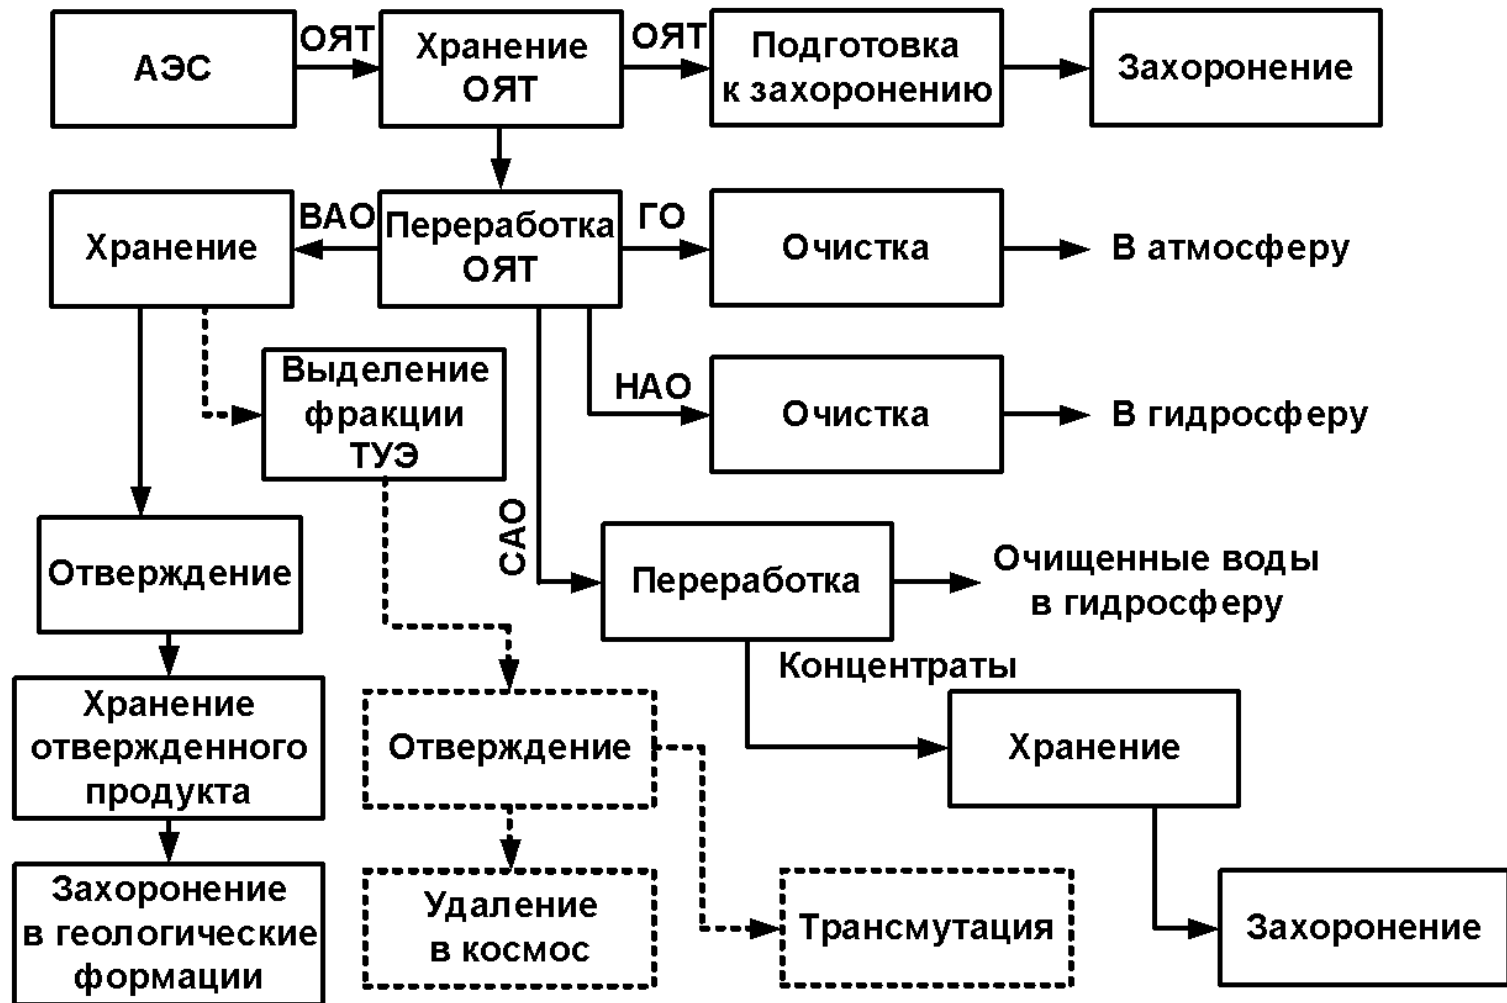 АЭС
ОЯТ
Хранение
ОЯТ
ОЯТ
Подготовка
к захоронению
Захоронение
Хранение
ВАО
Переработка
ОЯТ
ГО
Очистка
В атмосферу
Выделение
фракции
ТУЭ
НАО
Очистка
В гидросферу
САО
Отверждение
Переработка
Очищенные воды
в гидросферу
Концентраты
Хранение
отвержденного
продукта
Отверждение
Хранение
Захоронение
в геологические
формации
Удаление
в космос
Трансмутация
Захоронение